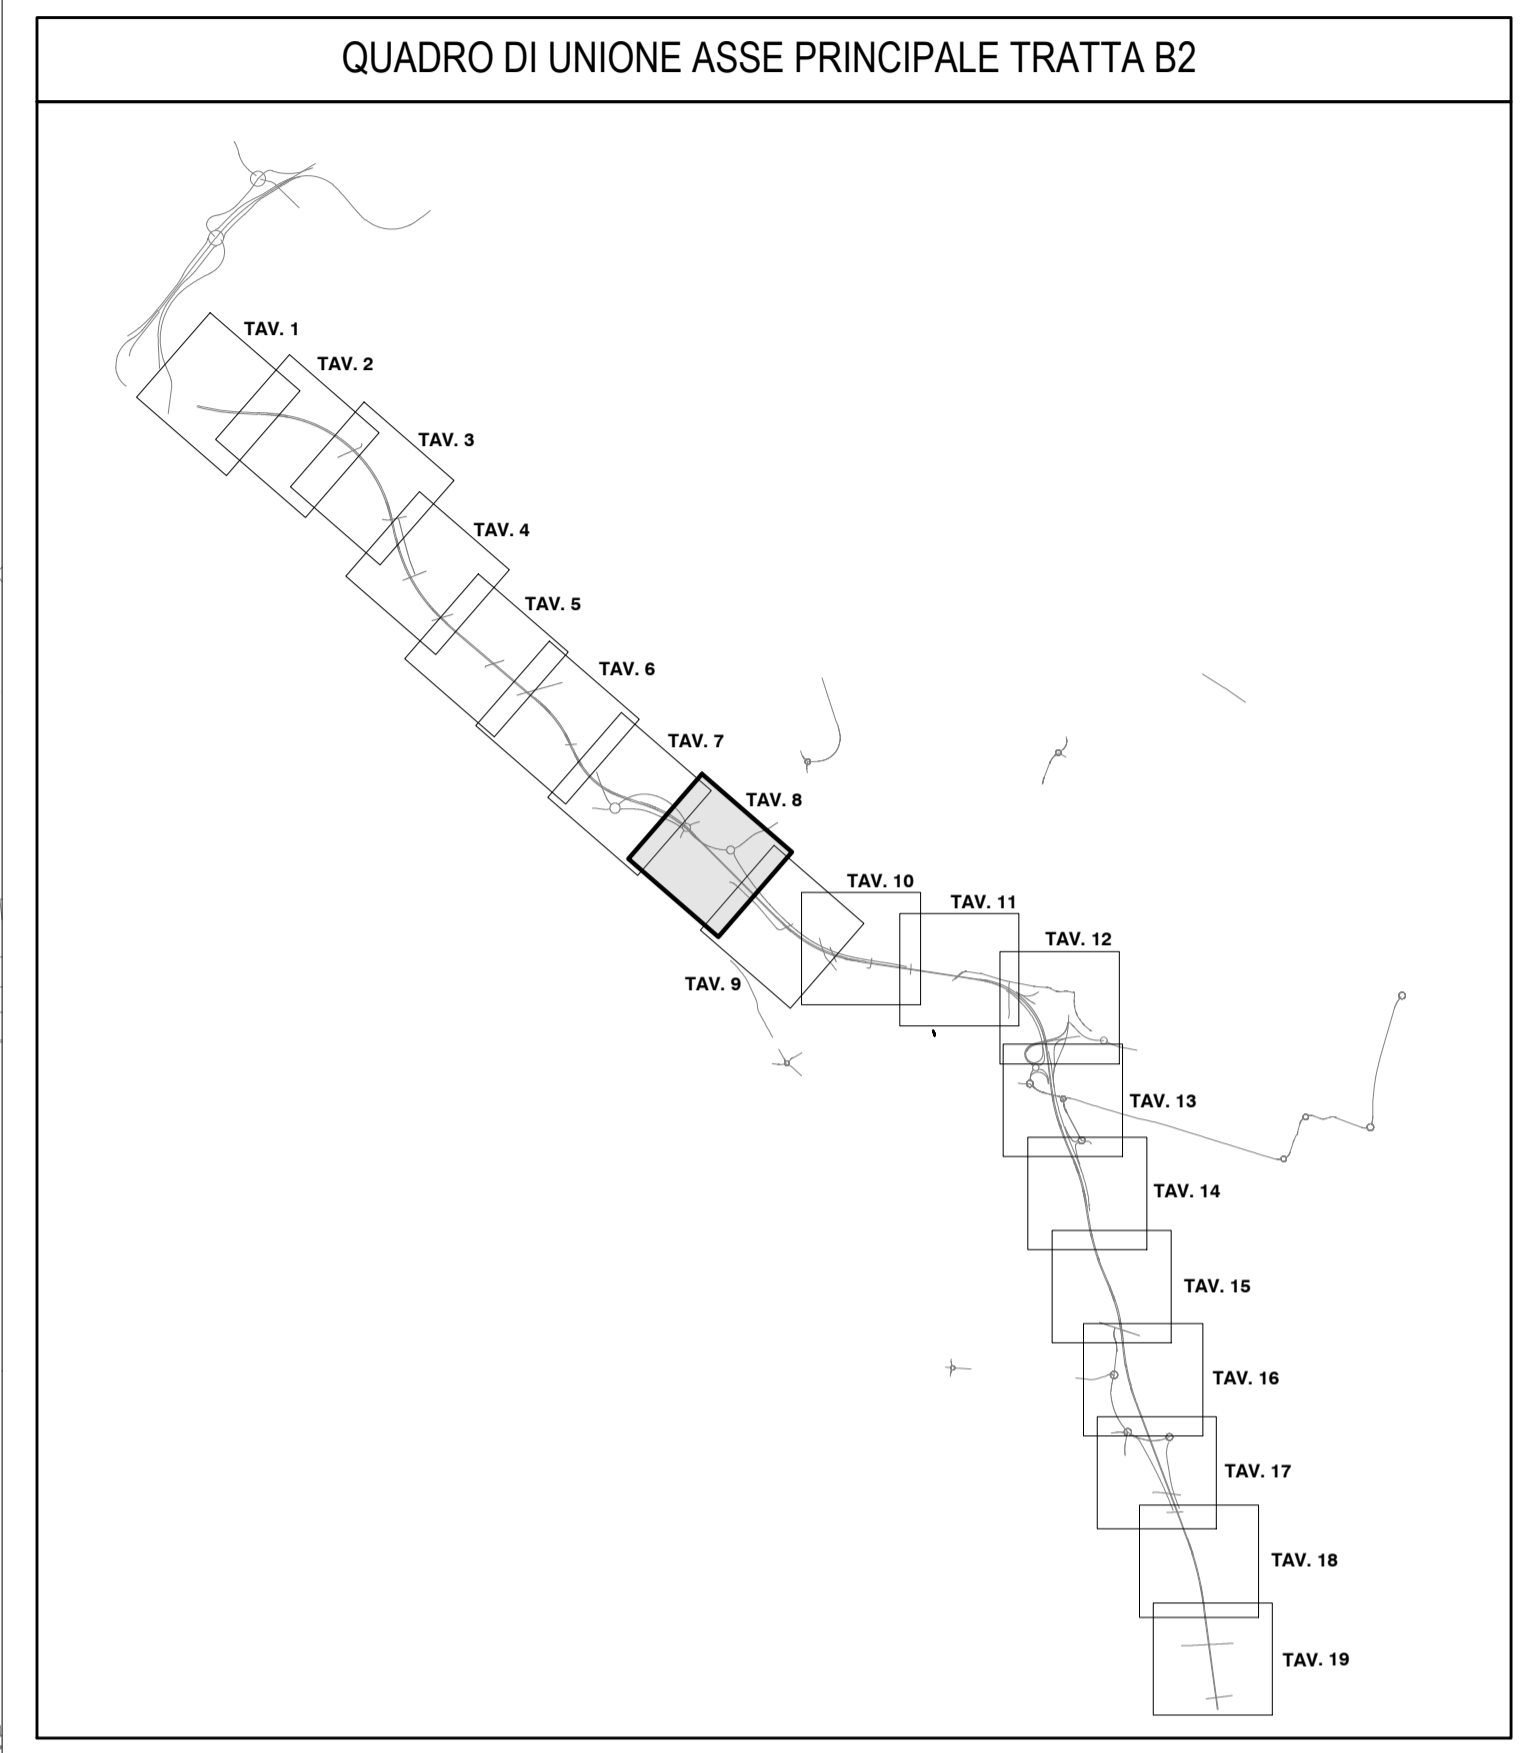 QUADRO DI UNIONE ASSE PRINCIPALE TRATTA B2
TAV. 1
TAV. 2
TAV. 3
TAV. 4
TAV. 5
TAV. 6
TAV. 7
TAV. 8
TAV. 10
TAV. 11
TAV. 12
TAV. 9
TAV. 13
TAV. 14
TAV. 15
TAV. 16
TAV. 17
TAV. 18
TAV. 19